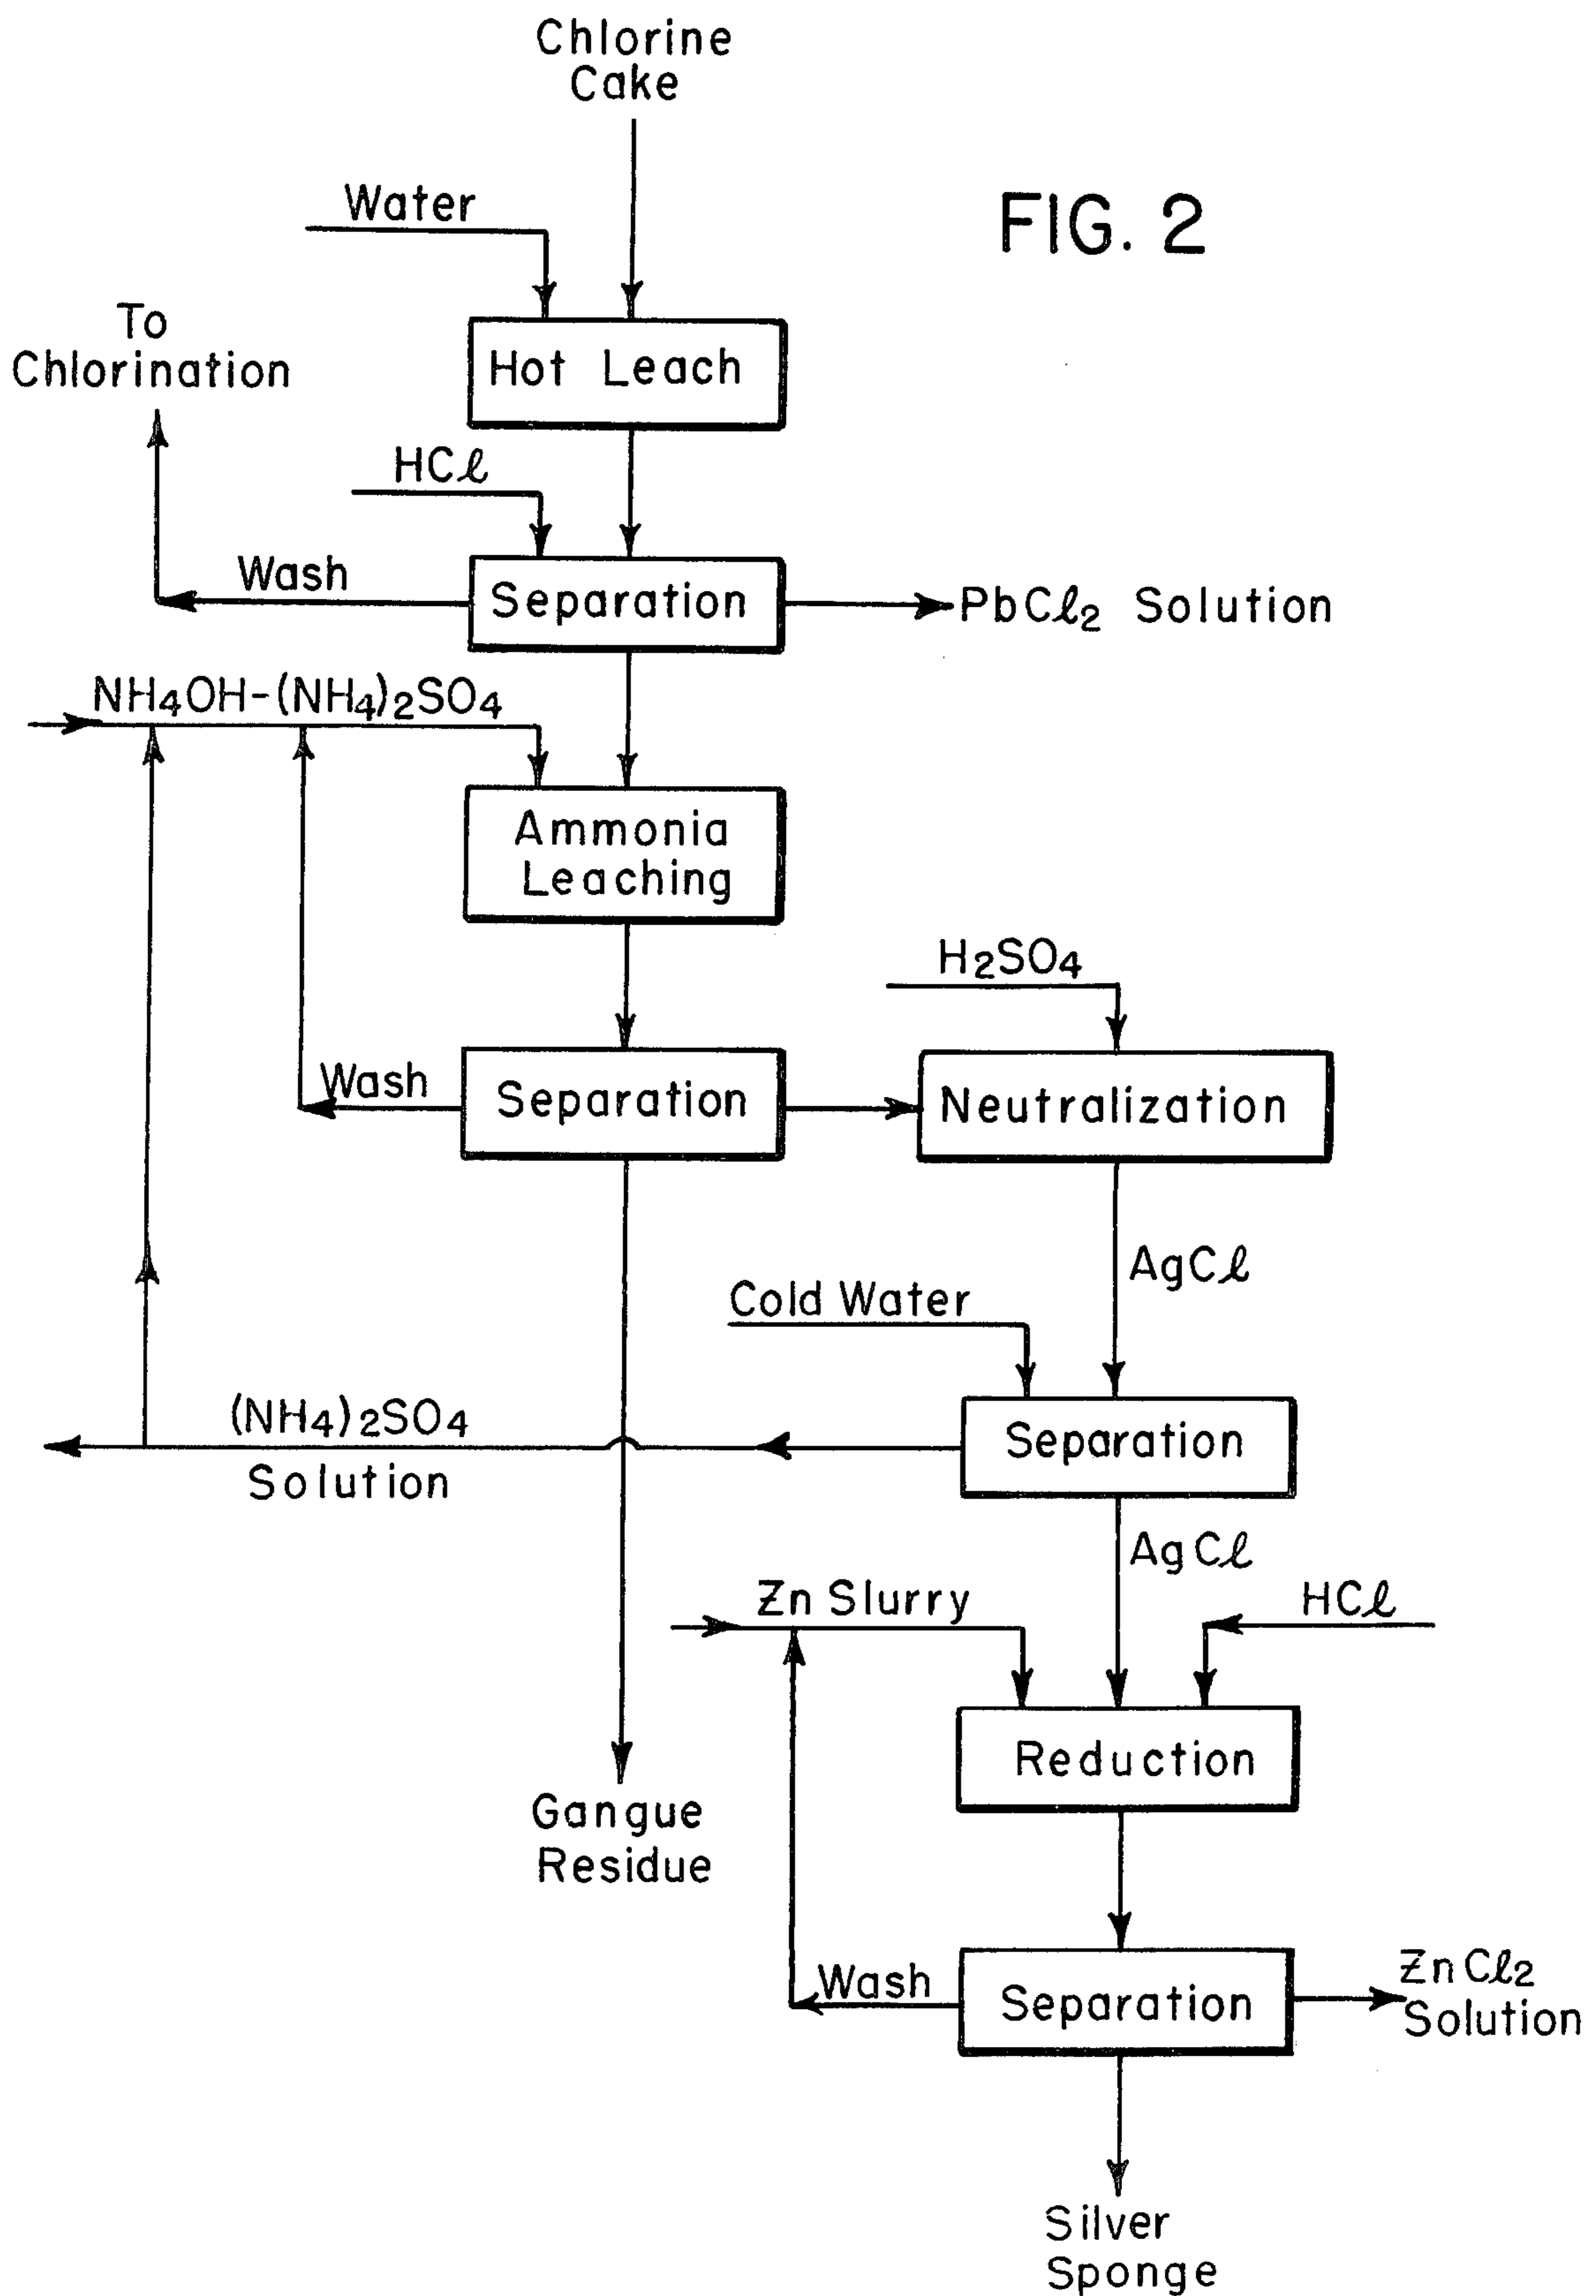 Chlorine
Cake
Water
FIG. 2
To
Chlorination
Hot Leach
HCl
Wash
Separation
PbCl2 Solution
NH4OH-(NH4)2SO4
Ammonia
Leaching
H2SO4
Wash
Separation
Neutralization
AgCl
Cold Water
(NH4)2SO4
Solution
Separation
AgCl
Zn Slurry
HCl
Reduction
Gangue
Residue
Wash
Separation
ZnCl2
Solution
Silver
Sponge